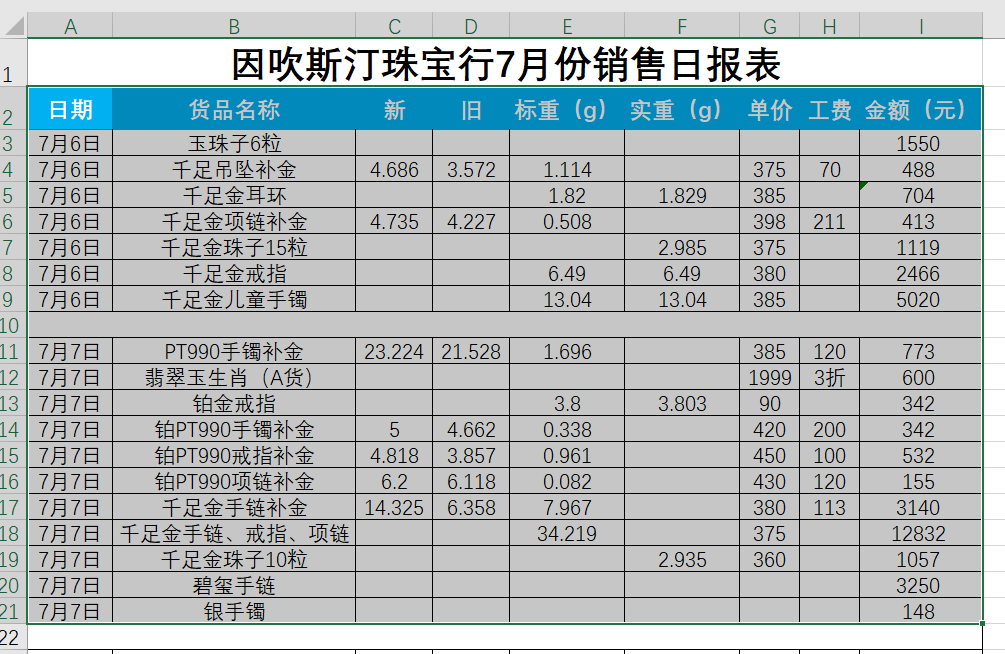 A B C D E F G H I
1 因吹斯汀珠宝行7月份销售日报表
2 日期 货品名称 新 旧 标重（g） 实重（g） 单价 工费 金额（元）
3 7月6日 玉珠子6粒 1550
4 7月6日 千足吊坠补金 4.686 3.572 1.114 375 70 488
5 7月6日 千足金耳环 1.82 1.829 385 704
6 7月6日 千足金项链补金 4.735 4.227 0.508 398 211 413
7 7月6日 千足金珠子15粒 2.985 375 1119
8 7月6日 千足金戒指 6.49 6.49 380 2466
9 7月6日 千足金儿童手镯 13.04 13.04 385 5020
10
11 7月7日 PT990手镯补金 23.224 21.528 1.696 385 120 773
12 7月7日 翡翠玉生肖（A货） 1999 3折 600
13 7月7日 铂金戒指 3.8 3.803 90 342
14 7月7日 铂PT990手镯补金 5 4.662 0.338 420 200 342
15 7月7日 铂PT990戒指补金 4.818 3.857 0.961 450 100 532
16 7月7日 铂PT990项链补金 6.2 6.118 0.082 430 120 155
17 7月7日 千足金手链补金 14.325 6.358 7.967 380 113 3140
18 7月7日 千足金手链、戒指、项链 34.219 375 12832
19 7月7日 千足金珠子10粒 2.935 360 1057
20 7月7日 碧玺手链 3250
21 7月7日 银手镯 148
22